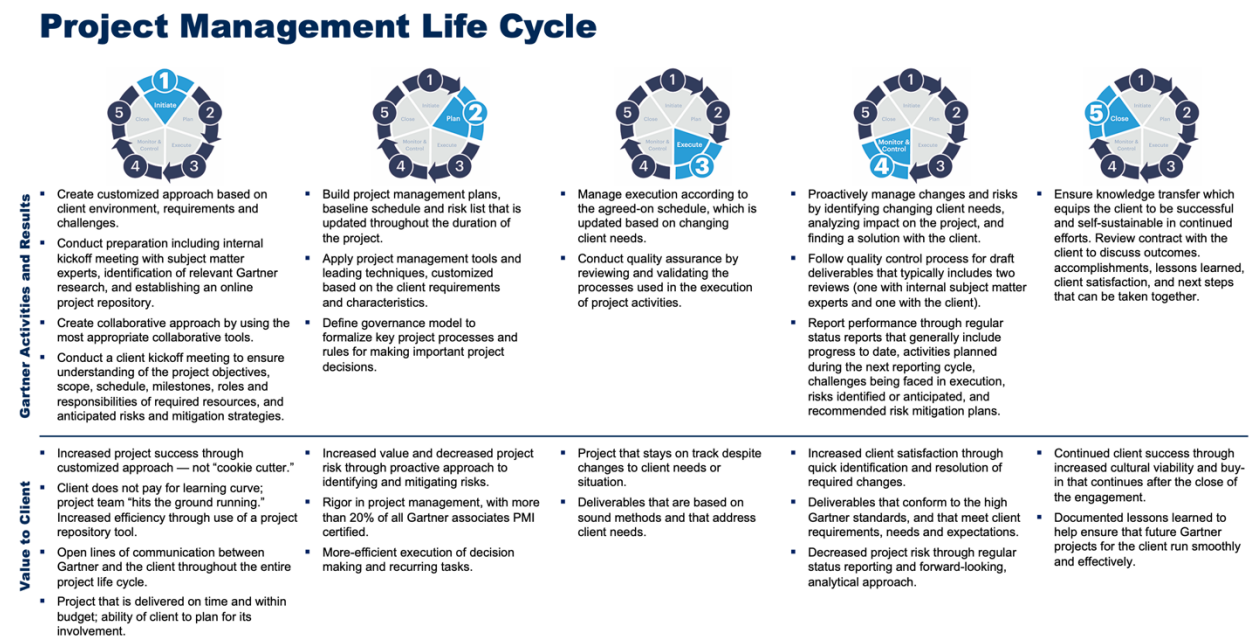 Project Management Life Cycle
1
Initiate
2
Plan
3
Execute
4
Monitor &
Control
5
Close
1
Initiate
2
Plan
3
Execute
4
Monitor &
Control
5
Close
1
Initiate
2
Plan
3
Execute
4
Monitor &
Control
5
Close
1
Initiate
2
Plan
3
Execute
4
Monitor &
Control
5
Close
1
Initiate
2
Plan
3
Execute
4
Monitor &
Control
5
Close
Gartner Activities and Results
▪ Create customized approach based on
client environment, requirements and
challenges.
▪ Conduct preparation including internal
kickoff meeting with subject matter
experts, identification of relevant Gartner
research, and establishing an online
project repository.
▪ Create collaborative approach by using the
most appropriate collaborative tools.
▪ Conduct a client kickoff meeting to ensure
understanding of the project objectives,
scope, schedule, milestones, roles and
responsibilities of required resources, and
anticipated risks and mitigation strategies.
▪ Build project management plans,
baseline schedule and risk list that is
updated throughout the duration of
the project.
▪ Apply project management tools and
leading techniques, customized
based on the client requirements
and characteristics.
▪ Define governance model to
formalize key project processes and
rules for making important project
decisions.
▪ Manage execution according to
the agreed-on schedule, which is
updated based on changing
client needs.
▪ Conduct quality assurance by
reviewing and validating the
processes used in the execution
of project activities.
▪ Proactively manage changes and risks
by identifying changing client needs,
analyzing impact on the project, and
finding a solution with the client.
▪ Follow quality control process for draft
deliverables that typically includes two
reviews (one with internal subject matter
experts and one with the client).
▪ Report performance through regular
status reports that generally include
progress to date, activities planned
during the next reporting cycle,
challenges being faced in execution,
risks identified or anticipated, and
recommended risk mitigation plans.
▪ Ensure knowledge transfer which
equips the client to be successful
and self-sustainable in continued
efforts. Review contract with the
client to discuss outcomes.
accomplishments, lessons learned,
client satisfaction, and next steps
that can be taken together.
Value to Client
▪ Increased project success through
customized approach — not “cookie cutter.”
▪ Client does not pay for learning curve;
project team “hits the ground running.”
Increased efficiency through use of a project
repository tool.
▪ Open lines of communication between
Gartner and the client throughout the entire
project life cycle.
▪ Project that is delivered on time and within
budget; ability of client to plan for its
involvement.
▪ Increased value and decreased project
risk through proactive approach to
identifying and mitigating risks.
▪ Rigor in project management, with more
than 20% of all Gartner associates PMI
certified.
▪ More-efficient execution of decision
making and recurring tasks.
▪ Project that stays on track despite
changes to client needs or
situation.
▪ Deliverables that are based on
sound methods and that address
client needs.
▪ Increased client satisfaction through
quick identification and resolution of
required changes.
▪ Deliverables that conform to the high
Gartner standards, and that meet client
requirements, needs and expectations.
▪ Decreased project risk through regular
status reporting and forward-looking,
analytical approach.
▪ Continued client success through
increased cultural viability and buy-
in that continues after the close of
the engagement.
▪ Documented lessons learned to
help ensure that future Gartner
projects for the client run smoothly
and effectively.